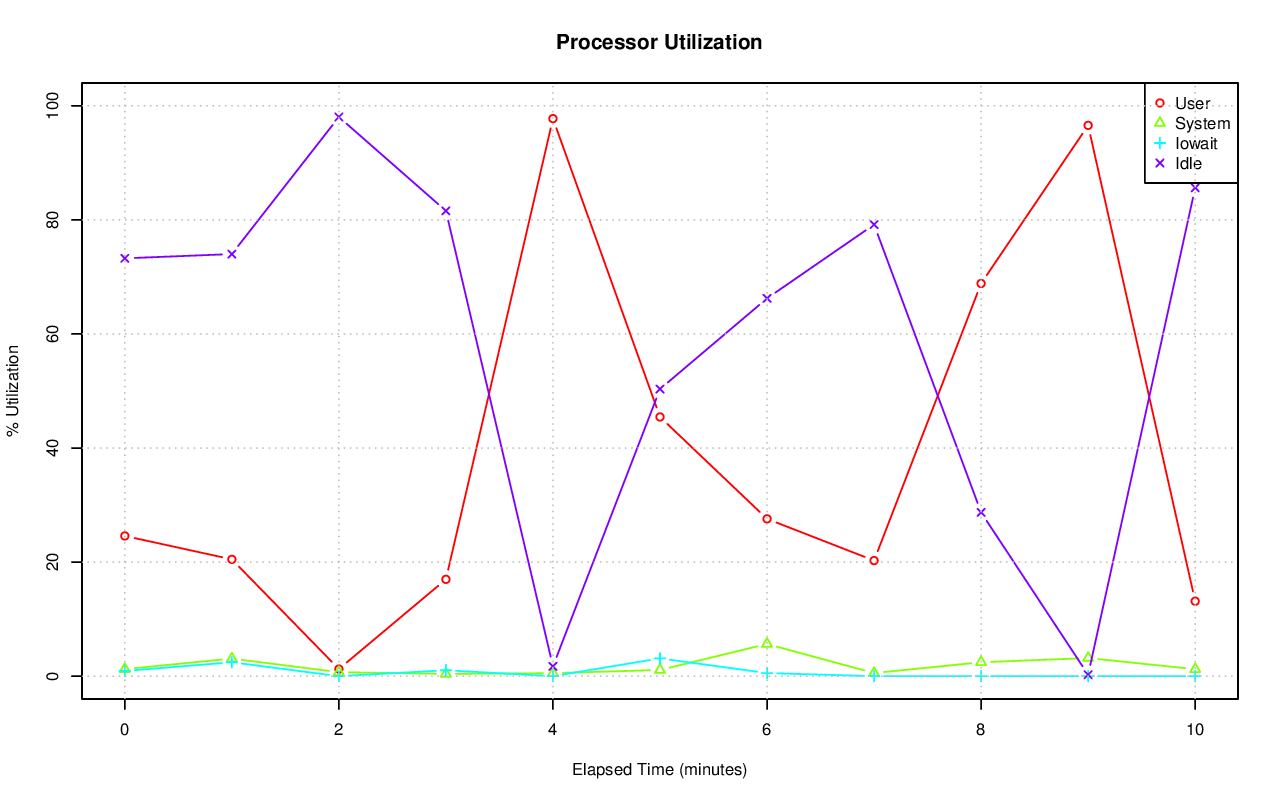 Processor Utilization
% Utilization
100
80
60
40
20
0
User
System
Iowait
Idle
0 2 4 6 8 10
Elapsed Time (minutes)